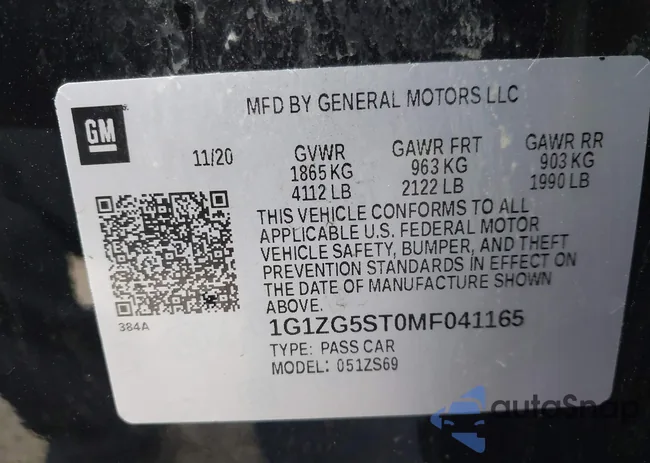 MFD BY GENERAL MOTORS LLC
GM
11/20
GVWR
1865 KG
4112 LB
GAWR FRT
963 KG
2122 LB
GAWR RR
903 KG
1990 LB
THIS VEHICLE CONFORMS TO ALL
APPLICABLE U.S. FEDERAL MOTOR
VEHICLE SAFETY, BUMPER, AND THEFT
PREVENTION STANDARDS IN EFFECT ON
THE DATE OF MANUFACTURE SHOWN
ABOVE.
384A
1G1ZG5ST0MF041165
TYPE: PASS CAR
MODEL: 051ZS69
autoSnap